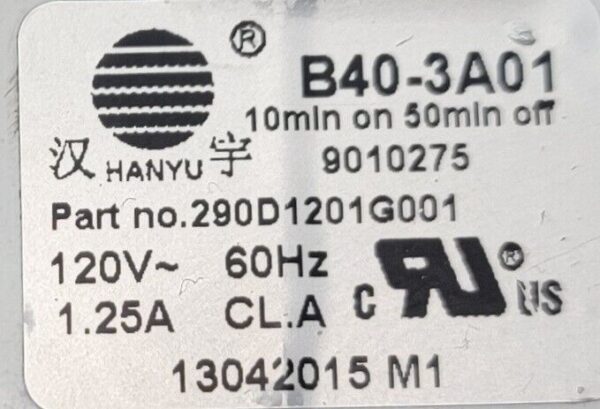 ®
B40-3A01
10min on 50min off
汉 HANYU 宇
9010275
Part no.290D1201G001
120V~ 60Hz
1.25A CL.A
c RU ® US
13042015 M1